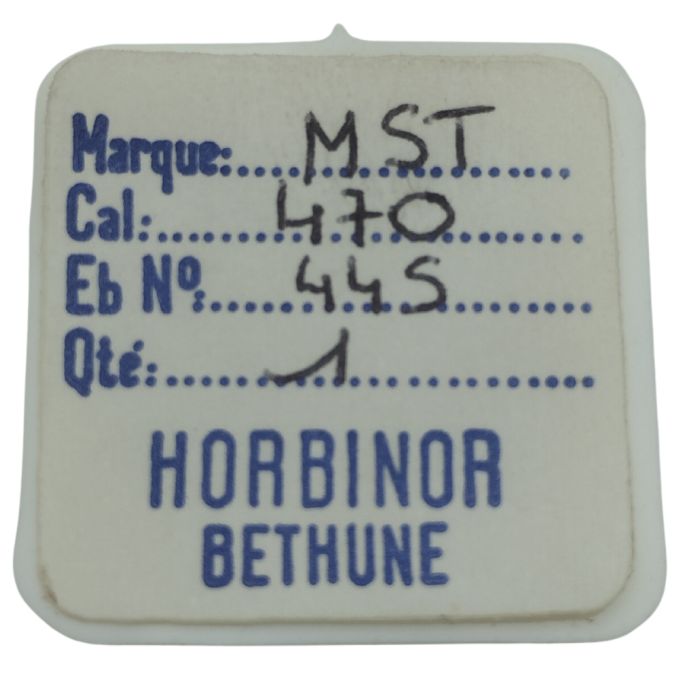 Marque: MST
Cal: 470
Eb Nº: 445
Qté: 1
HORBINOR
BETHUNE